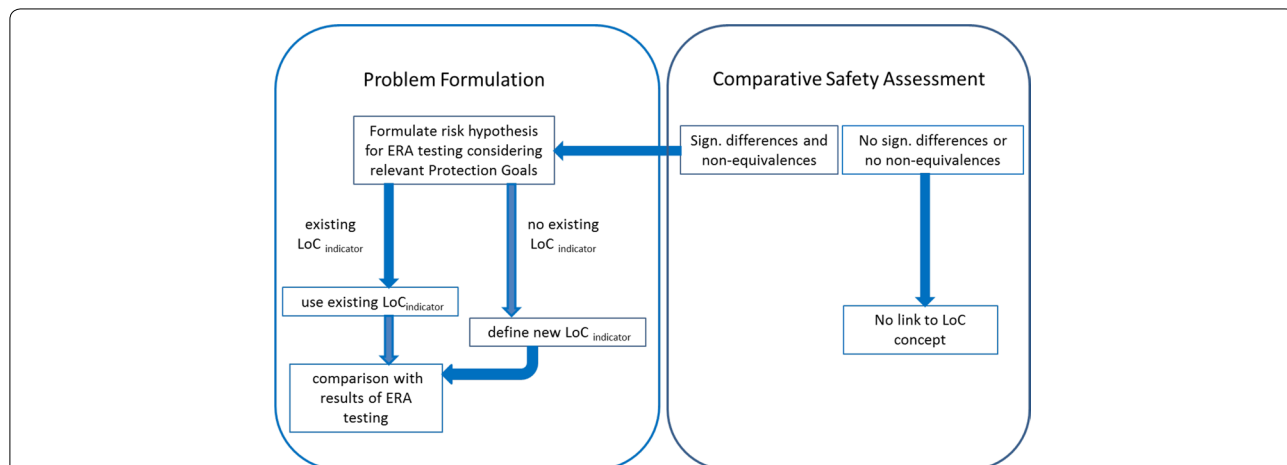 Problem Formulation
Formulate risk hypothesis
for ERA testing considering
relevant Protection Goals
existing
LoC indicator
no existing
LoC indicator
use existing LoCindicator
define new LoC indicator
comparison with
results of ERA
testing
Comparative Safety Assessment
Sign. differences and
non-equivalences
No sign. differences or
no non-equivalences
No link to LoC
concept